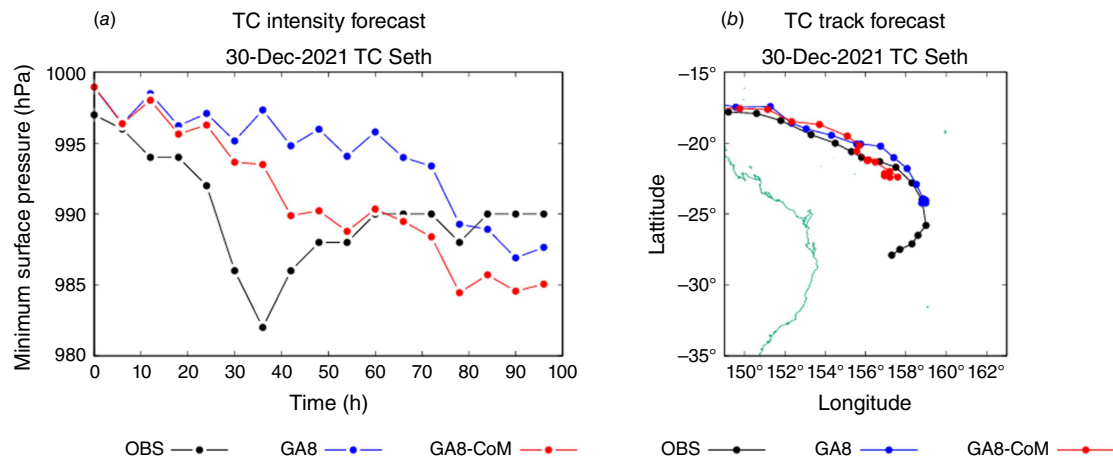 (a) TC intensity forecast
30-Dec-2021 TC Seth
Minimum surface pressure (hPa)
1000
995
990
985
980
0 10 20 30 40 50 60 70 80 90 100
Time (h)
OBS GA8 GA8-CoM
(b) TC track forecast
30-Dec-2021 TC Seth
Lattitude
−15°
−20°
−25°
−30°
−35°
150° 152° 154° 156° 158° 160° 162°
Longitude
OBS GA8 GA8-CoM